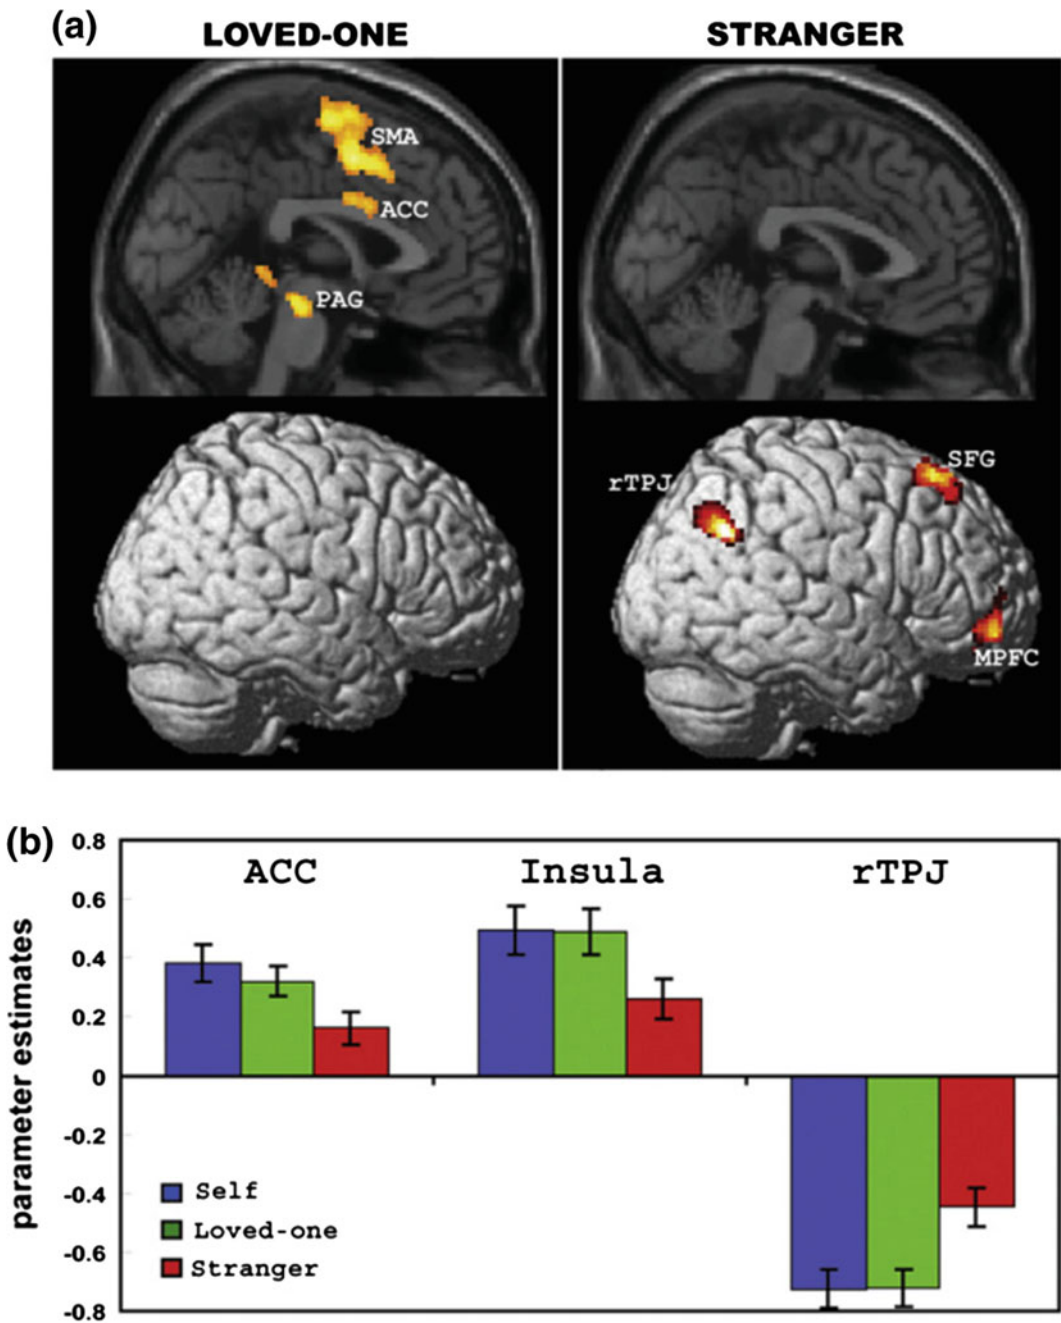 (a)
LOVED-ONE STRANGER
SMA
ACC
PAG
SFG
rTPJ
MPFC
(b)
parameter estimates
0.8
0.6
0.4
0.2
0
-0.2
-0.4
-0.6
-0.8
ACC Insula rTPJ
Self
Loved-one
Stranger